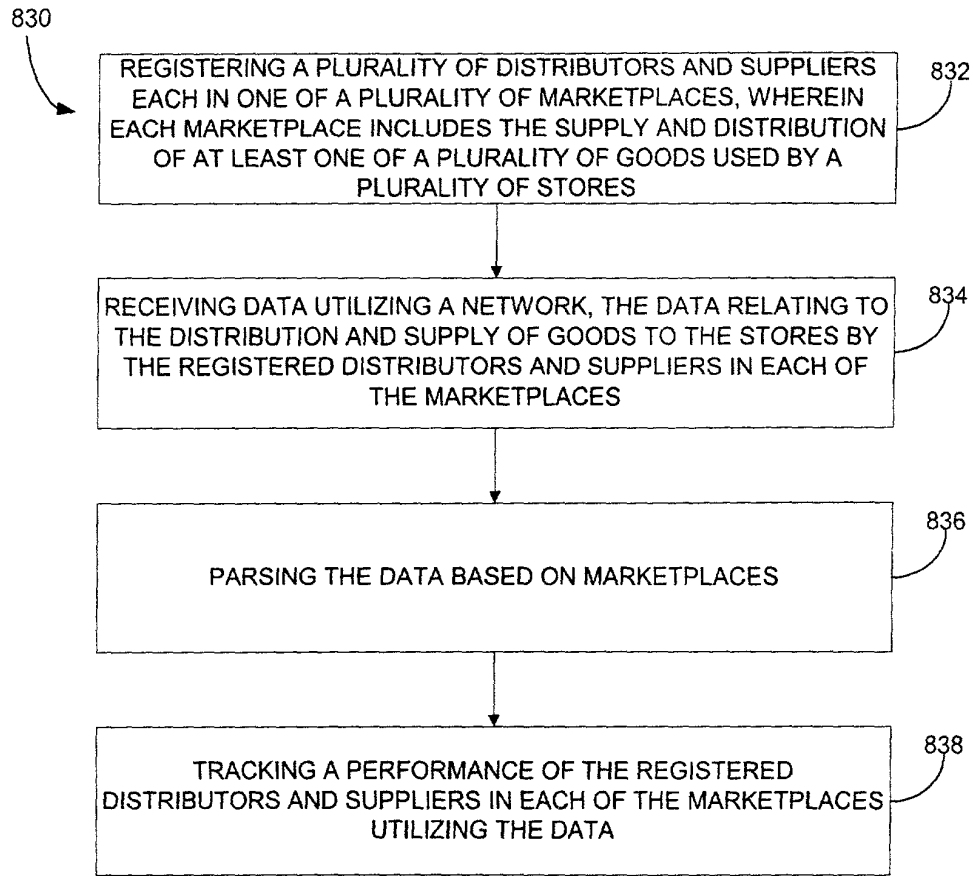 830
REGISTERING A PLURALITY OF DISTRIBUTORS AND SUPPLIERS
EACH IN ONE OF A PLURALITY OF MARKETPLACES, WHEREIN
EACH MARKETPLACE INCLUDES THE SUPPLY AND DISTRIBUTION
OF AT LEAST ONE OF A PLURALITY OF GOODS USED BY A
PLURALITY OF STORES
832
RECEIVING DATA UTILIZING A NETWORK, THE DATA RELATING TO
THE DISTRIBUTION AND SUPPLY OF GOODS TO THE STORES BY
THE REGISTERED DISTRIBUTORS AND SUPPLIERS IN EACH OF
THE MARKETPLACES
834
PARSING THE DATA BASED ON MARKETPLACES
836
TRACKING A PERFORMANCE OF THE REGISTERED
DISTRIBUTORS AND SUPPLIERS IN EACH OF THE MARKETPLACES
UTILIZING THE DATA
838